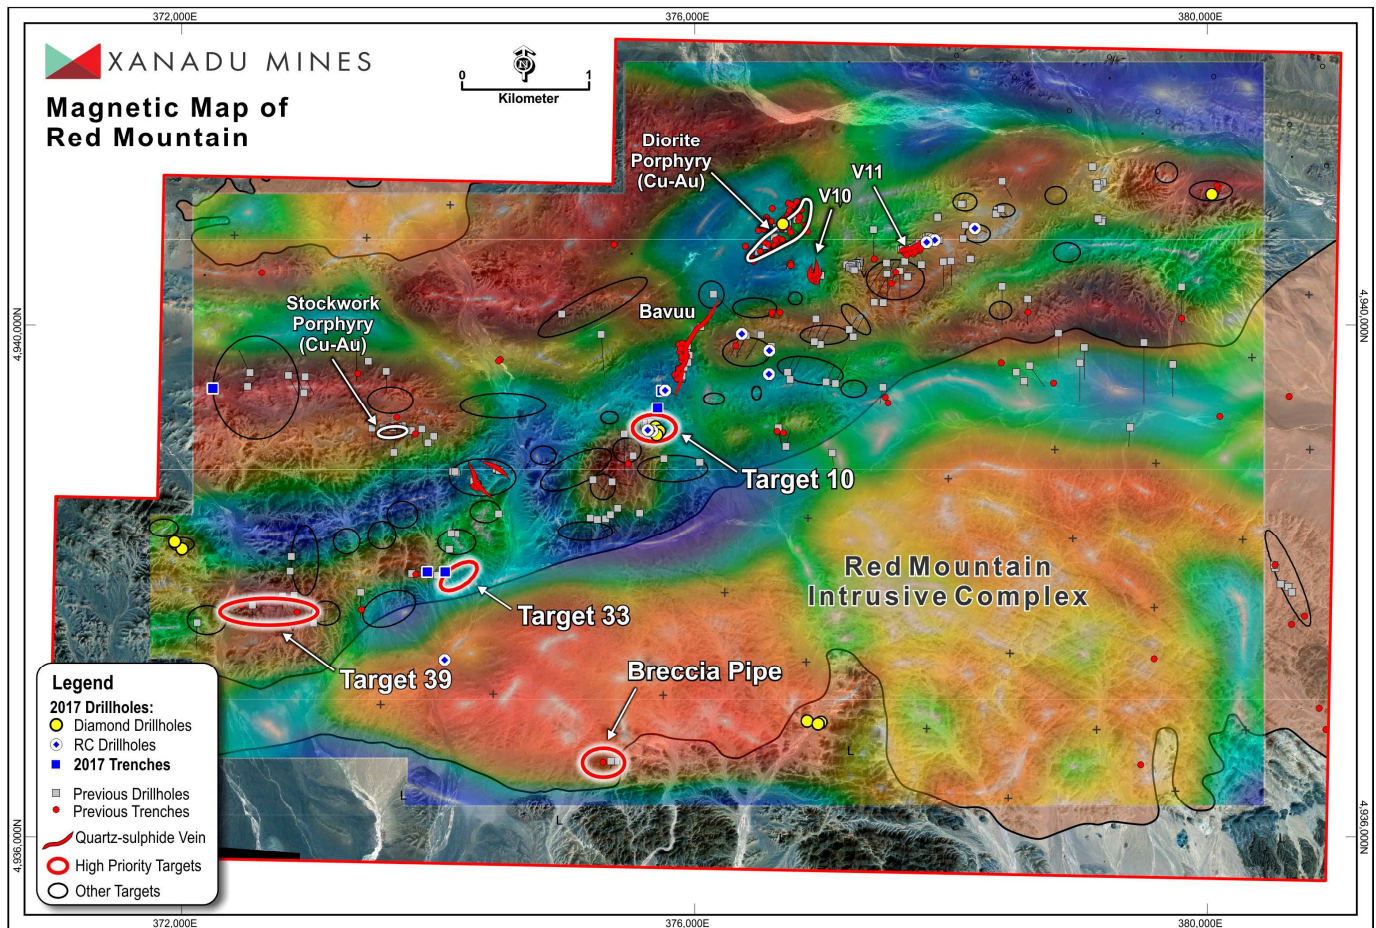 372,000E
376,000E
380,000E
XANADU MINES
Magnetic Map of
Red Mountain
0
1
Kilometer
N
Diorite
Porphyry
(Cu-Au)
V11
V10
4,940,000N
4,940,000N
Stockwork
Porphyry
(Cu-Au)
Bavuu
Target 10
Red Mountain
Intrusive Complex
Target 33
Target 39
Breccia Pipe
L
L
L
Legend
2017 Drillholes:
Diamond Drillholes
RC Drillholes
2017 Trenches
Previous Drillholes
Previous Trenches
Quartz-sulphide Vein
High Priority Targets
Other Targets
4,936,000N
4,936,000N
372,000E
376,000E
380,000E